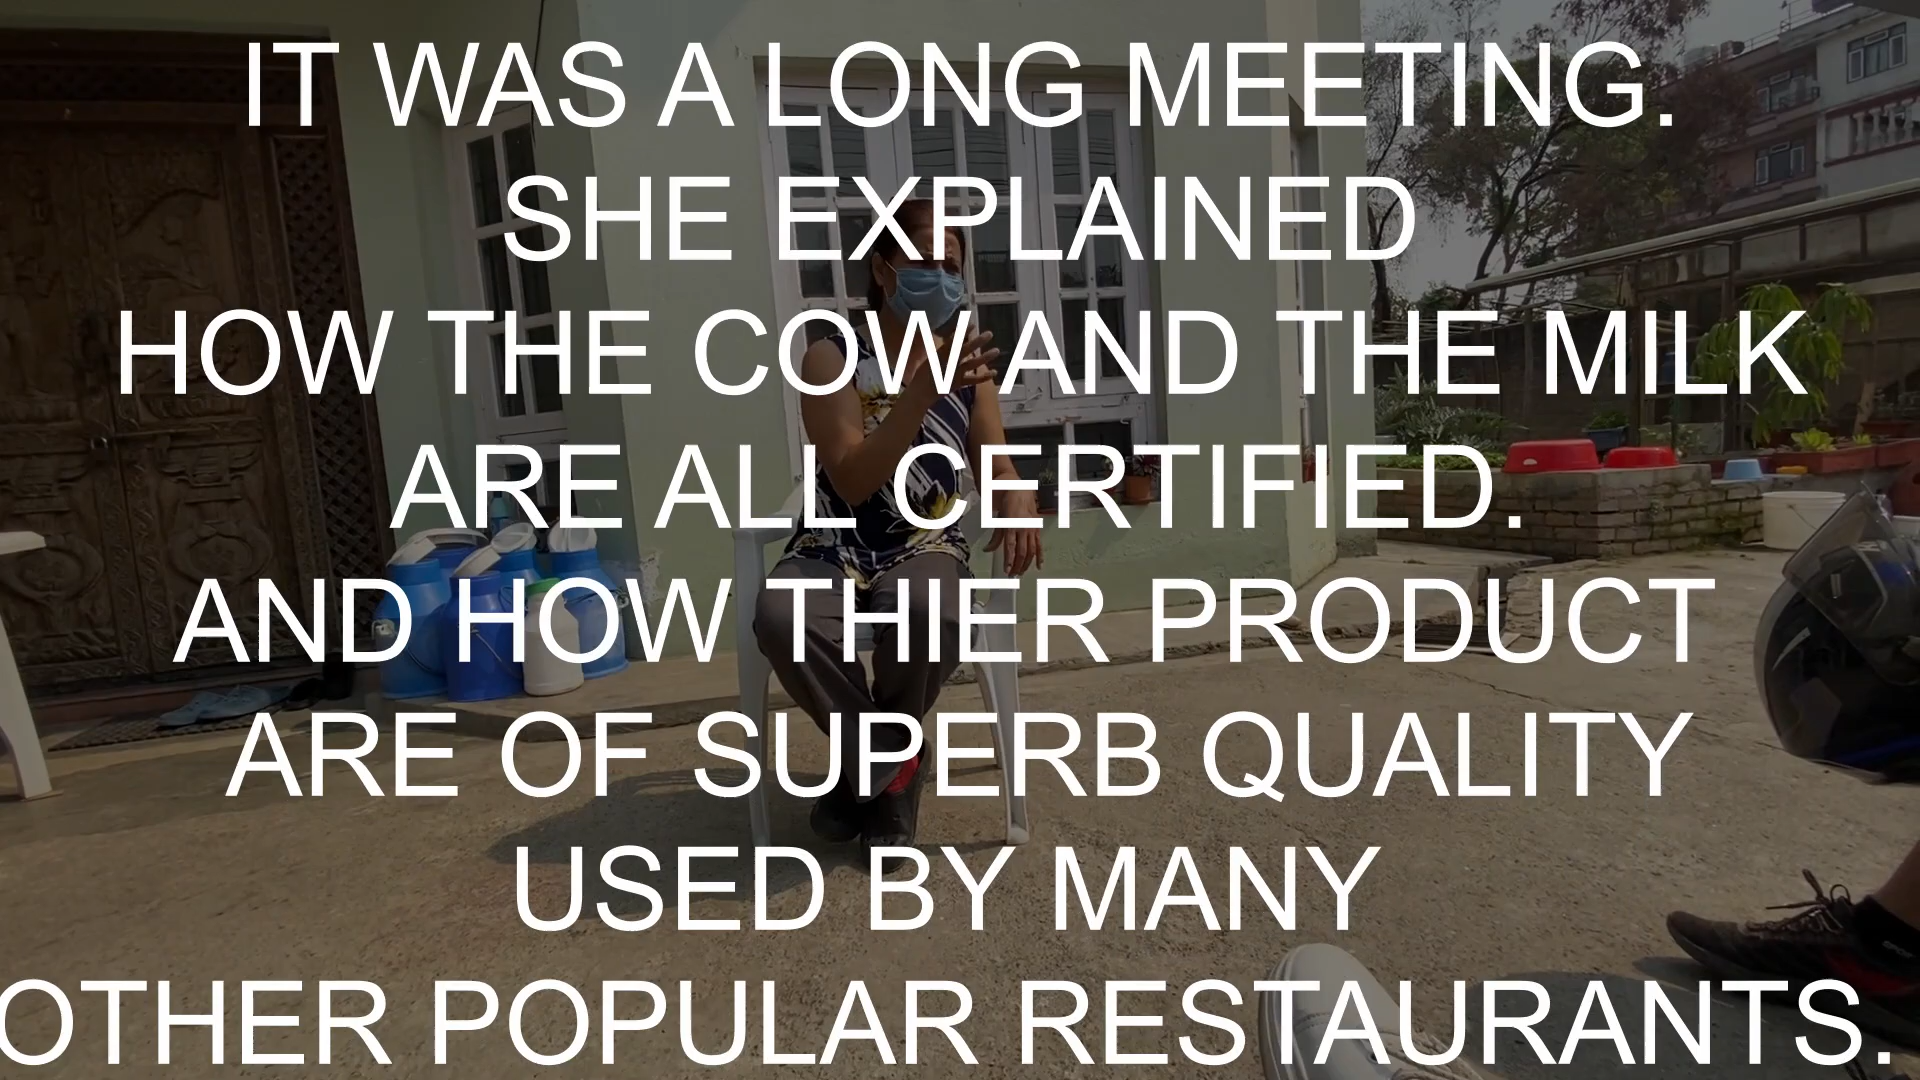 IT WAS A LONG MEETING.
SHE EXPLAINED
HOW THE COW AND THE MILK
ARE ALL CERTIFIED.
AND HOW THIER PRODUCT
ARE OF SUPERB QUALITY
USED BY MANY
OTHER POPULAR RESTAURANTS.